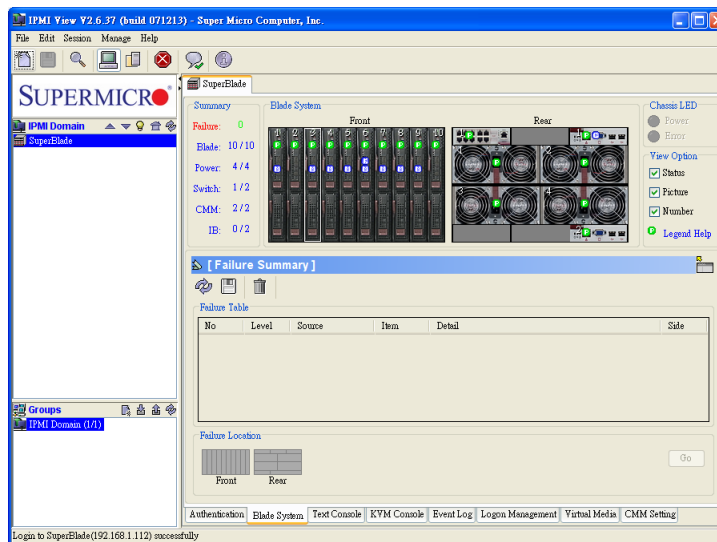 IPMI View V2.6.37 (build 071213) - Super Micro Computer, Inc.
File Edit Session Manage Help
SUPERMICRO
IPMI Domain
SuperBlade
Groups
IPMI Domain (1/1)
SuperBlade
Summary
Failure: 0
Blade: 10/10
Power: 4/4
Switch: 1/2
CMM: 2/2
IB: 0/2
Blade System
Front
Rear
1 2 3 4 5 6 7 8 9 10
Chassis LED
Power
Error
View Option
Status
Picture
Number
Legend Help
[ Failure Summary ]
Failure Table
No Level Source Item Detail Side
Failure Location
Front Rear
Go
Authentication Blade System Text Console KVM Console Event Log Logon Management Virtual Media CMM Setting
Login to SuperBlade(192.168.1.112) successfully